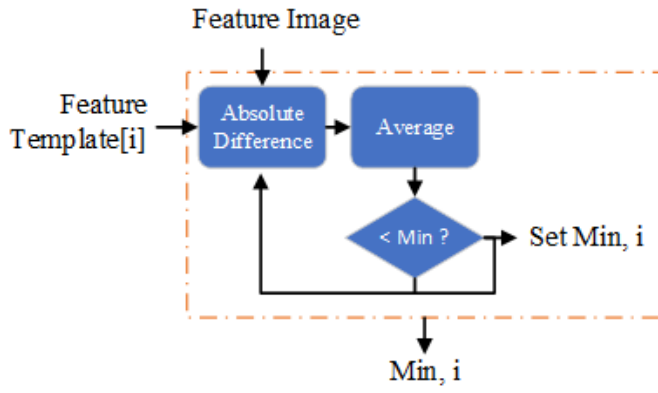 Feature Image
Feature
Template[i]
Absolute
Difference
Average
< Min ?
Set Min, i
Min, i